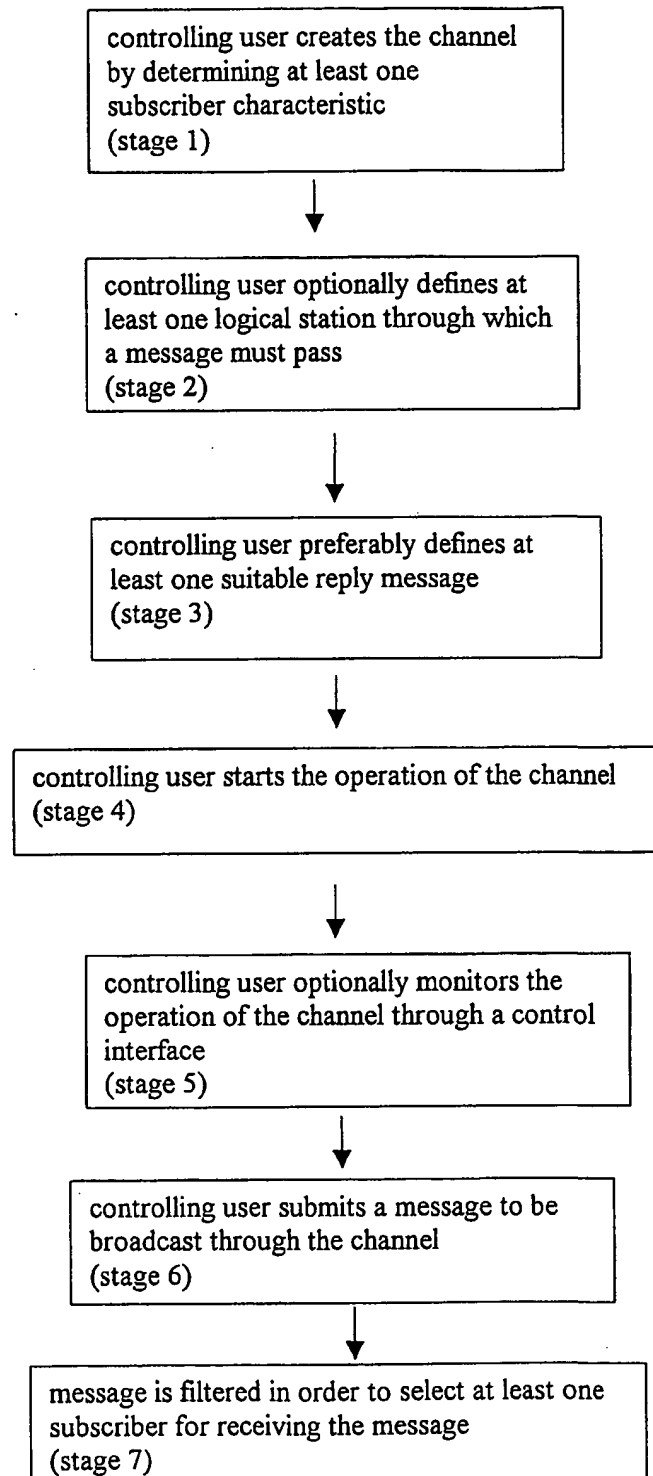 controlling user creates the channel
by determining at least one
subscriber characteristic
(stage 1)
controlling user optionally defines at
least one logical station through which
a message must pass
(stage 2)
controlling user preferably defines at
least one suitable reply message
(stage 3)
controlling user starts the operation of the channel
(stage 4)
controlling user optionally monitors the
operation of the channel through a control
interface
(stage 5)
controlling user submits a message to be
broadcast through the channel
(stage 6)
message is filtered in order to select at least one
subscriber for receiving the message
(stage 7)